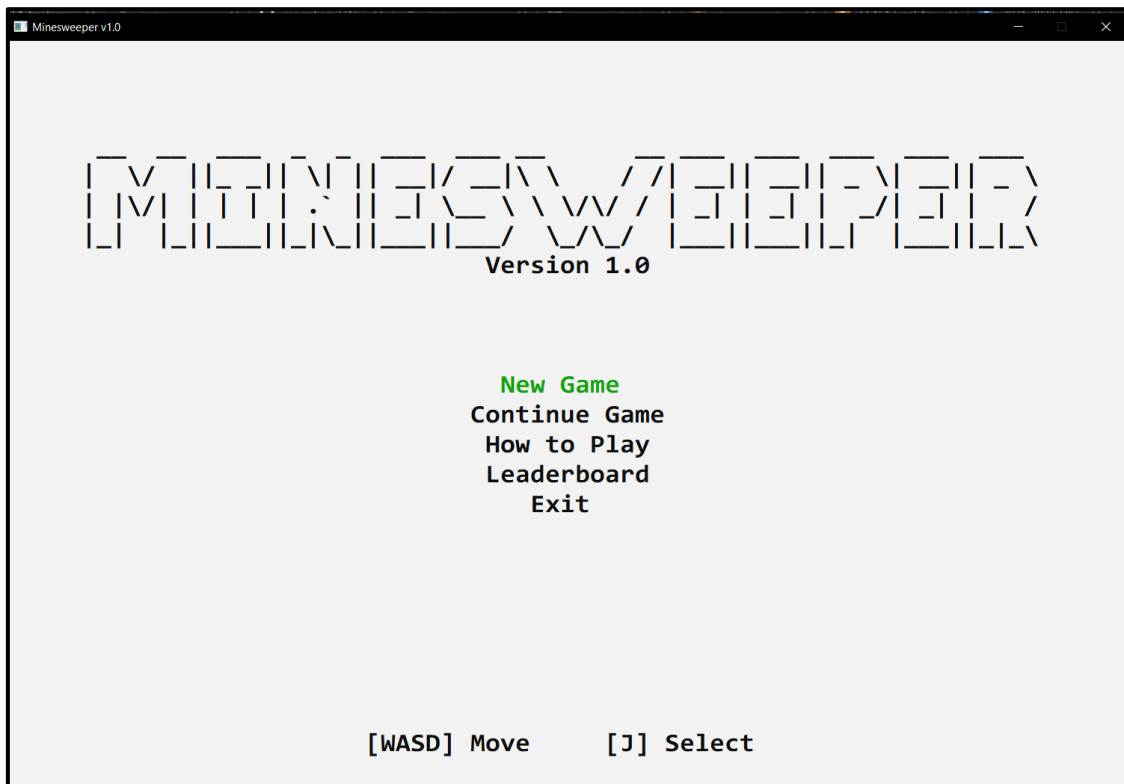 Minesweeper v1.0
MINESWEEPER
Version 1.0
New Game
Continue Game
How to Play
Leaderboard
Exit
[WASD] Move [J] Select